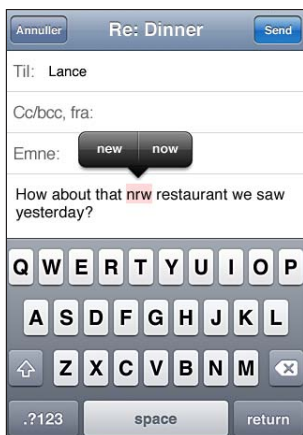 Annuller Re: Dinner Send
Til: Lance
Cc/bcc, fra:
new now
Emne:
How about that nrw restaurant we saw
yesterday?
Q W E R T Y U I O P
A S D F G H J K L
Z X C V B N M
.?123 space return